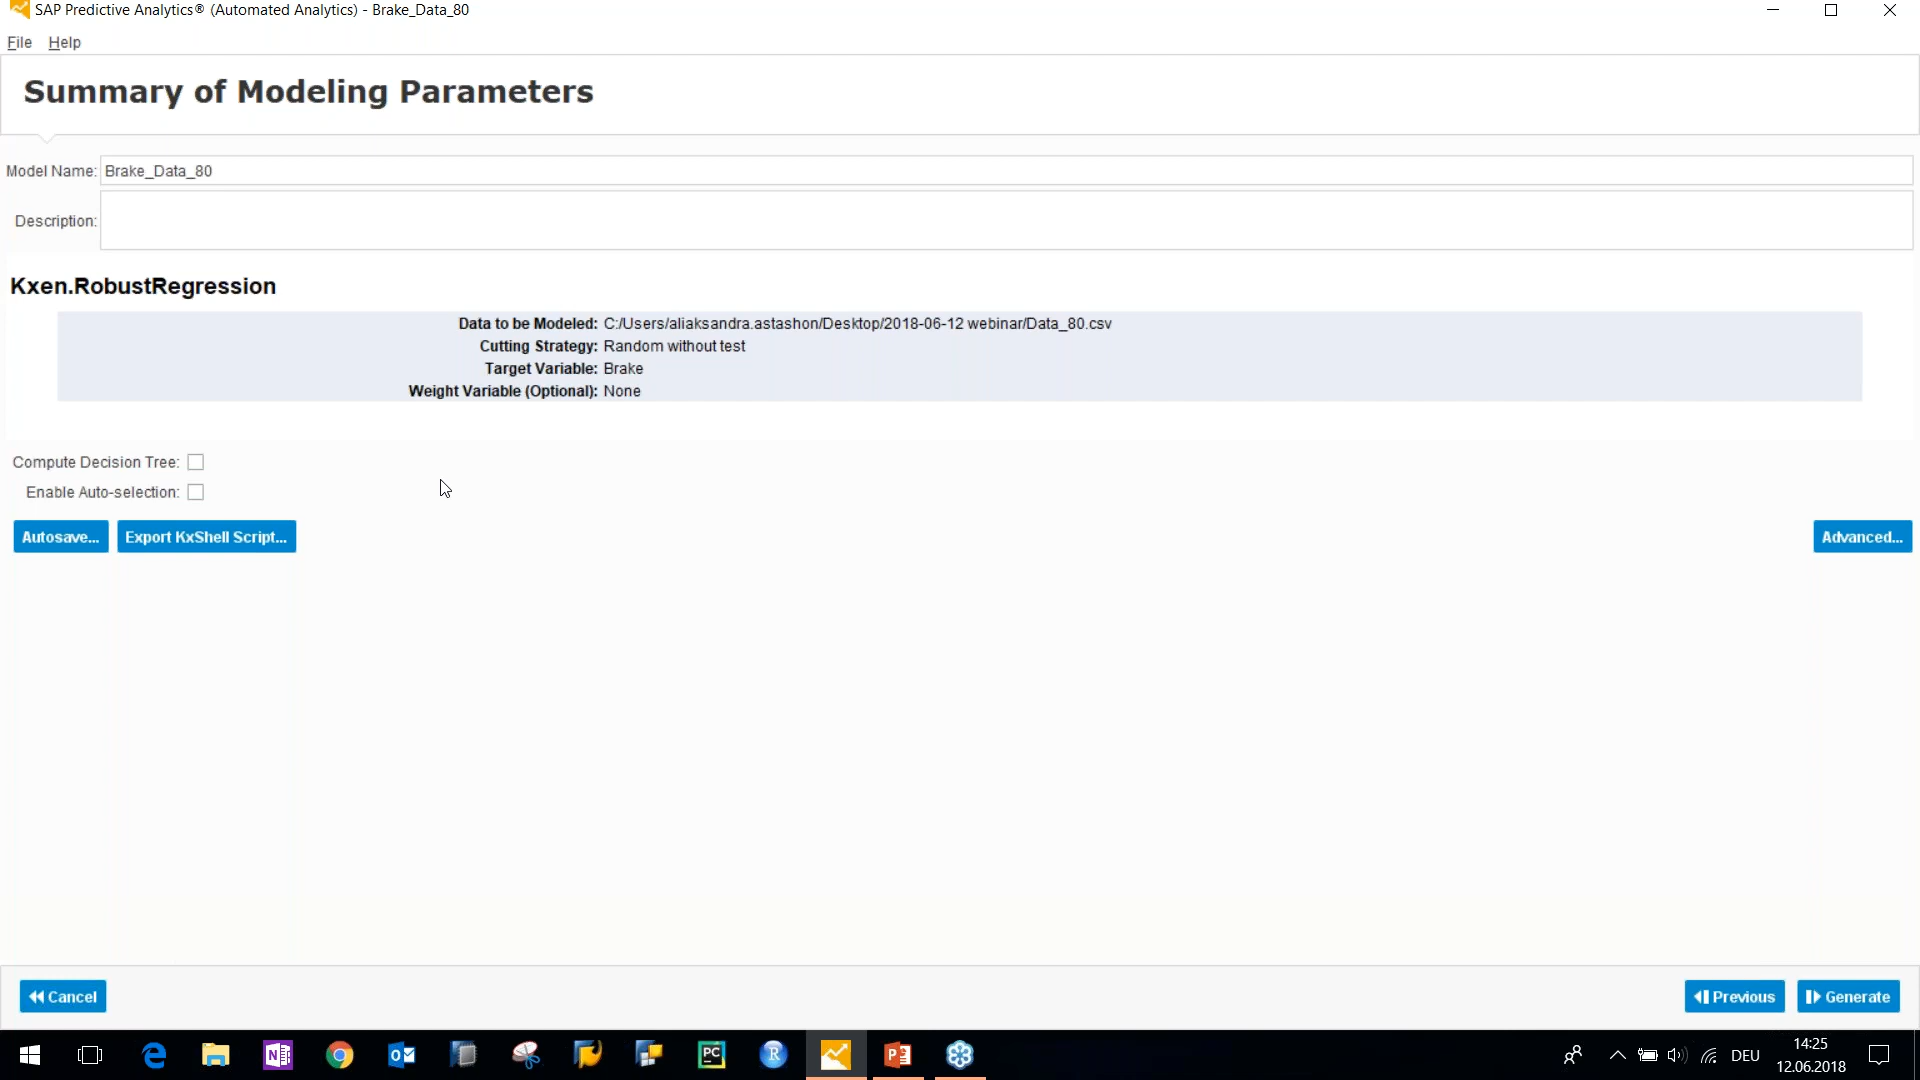 SAP Predictive Analytics® (Automated Analytics) - Brake_Data_80
File Help
Summary of Modeling Parameters
Model Name: Brake_Data_80
Description:
Kxen.RobustRegression
Data to be Modeled: C:/Users/aliaksandra.astashon/Desktop/2018-06-12 webinar/Data_80.csv
Cutting Strategy: Random without test
Target Variable: Brake
Weight Variable (Optional): None
Compute Decision Tree:
Enable Auto-selection:
Autosave... Export KxShell Script... Advanced...
Cancel Previous Generate
N PC R P DEU 14:25
12.06.2018